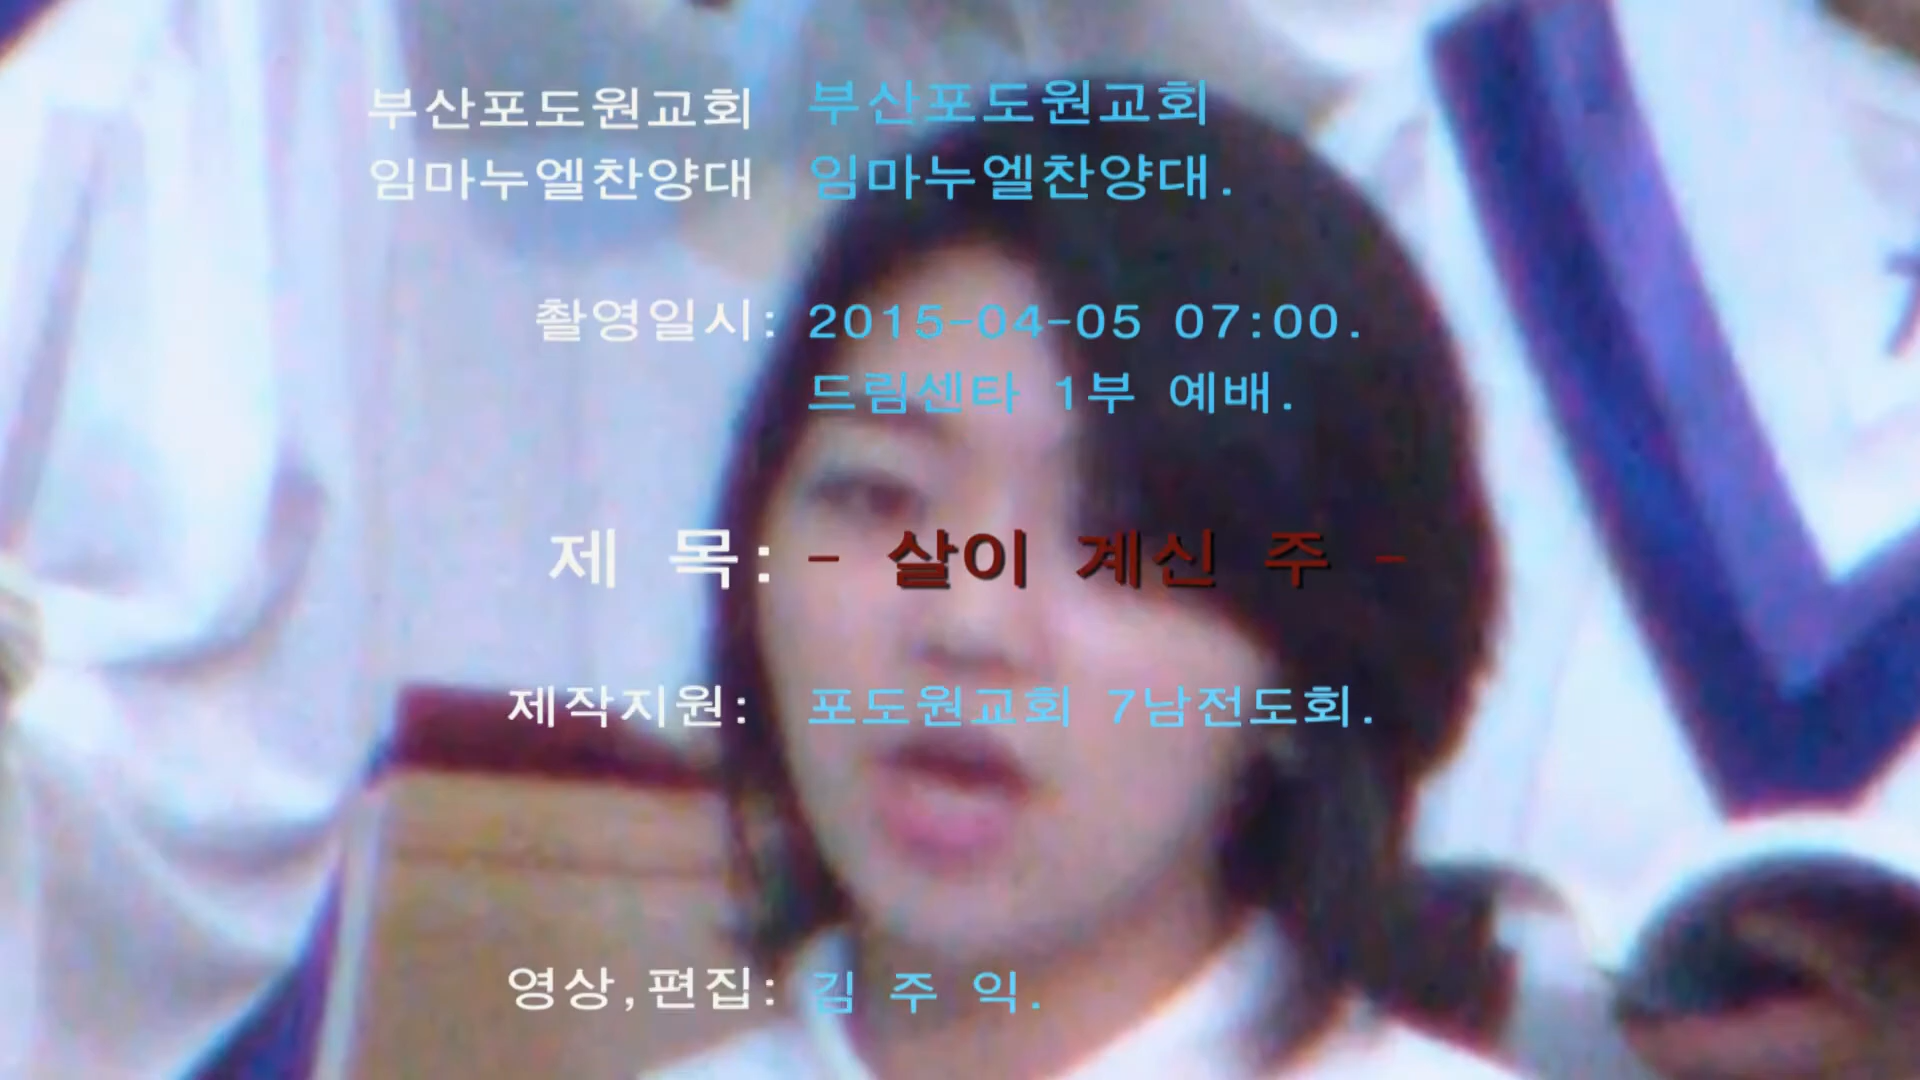 부산포도원교회 부산포도원교회
임마누엘찬양대 임마누엘찬양대.
촬영일시: 2015-04-05 07:00.
드림센타 1부 예배.
제 목: - 살이 계신 주 -
제작지원: 포도원교회 7남전도회.
영상,편집: 김 주 익.